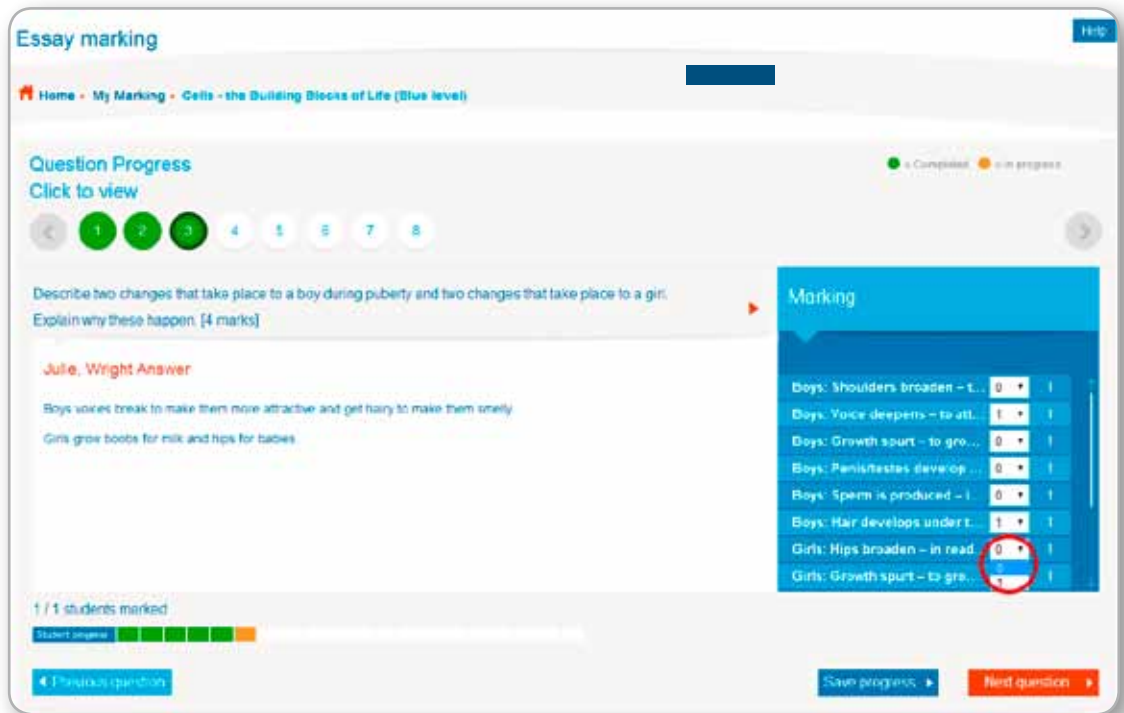 Essay marking
Help
Home • My Marking • Cells - the Building Blocks of Life (Blue level)
Question Progress
Click to view
= Completed = in progress
1 2 3 4 5 6 7 8
Describe two changes that take place to a boy during puberty and two changes that take place to a girl.
Explain why these happen. [4 marks]
Marking
Julie, Wright Answer
Boys voices break to make them more attractive and get hairy to make them smelly.
Girls grow boobs for milk and hips for babies.
Boys: Shoulders broaden – t... 0 1
Boys: Voice deepens – to att... 1 1
Boys: Growth spurt – to gro... 0 1
Boys: Penis/testes develop ... 0 1
Boys: Sperm is produced – i... 0 1
Boys: Hair develops under t... 1 1
Girls: Hips broaden – in read... 0 1
0
Girls: Growth spurt – to gro... 1
1 / 1 students marked
Student progress
Previous question
Save progress
Next question